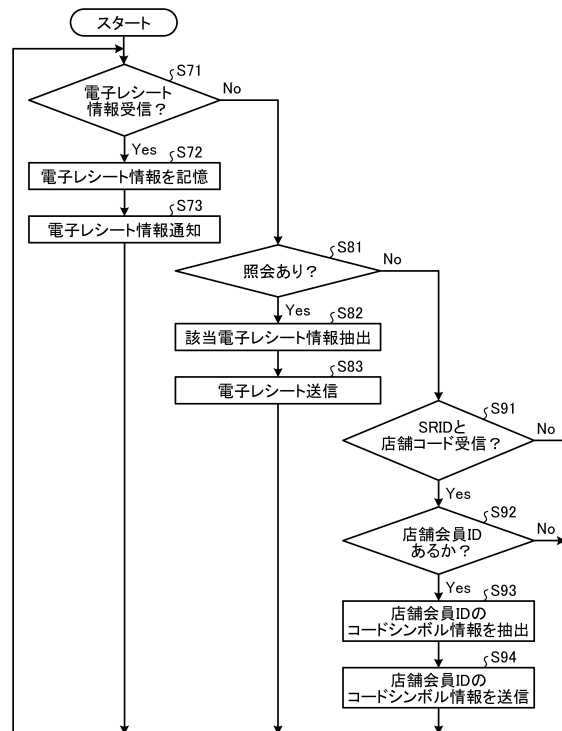 スタート
S71
電子レシート
情報受信？
No
Yes
S72
電子レシート情報を記憶
S73
電子レシート情報通知
S81
照会あり？
No
Yes
S82
該当電子レシート情報抽出
S83
電子レシート送信
S91
SRIDと
店舗コード受信？
No
Yes
S92
店舗会員ID
あるか？
No
Yes
S93
店舗会員IDの
コードシンボル情報を抽出
S94
店舗会員IDの
コードシンボル情報を送信